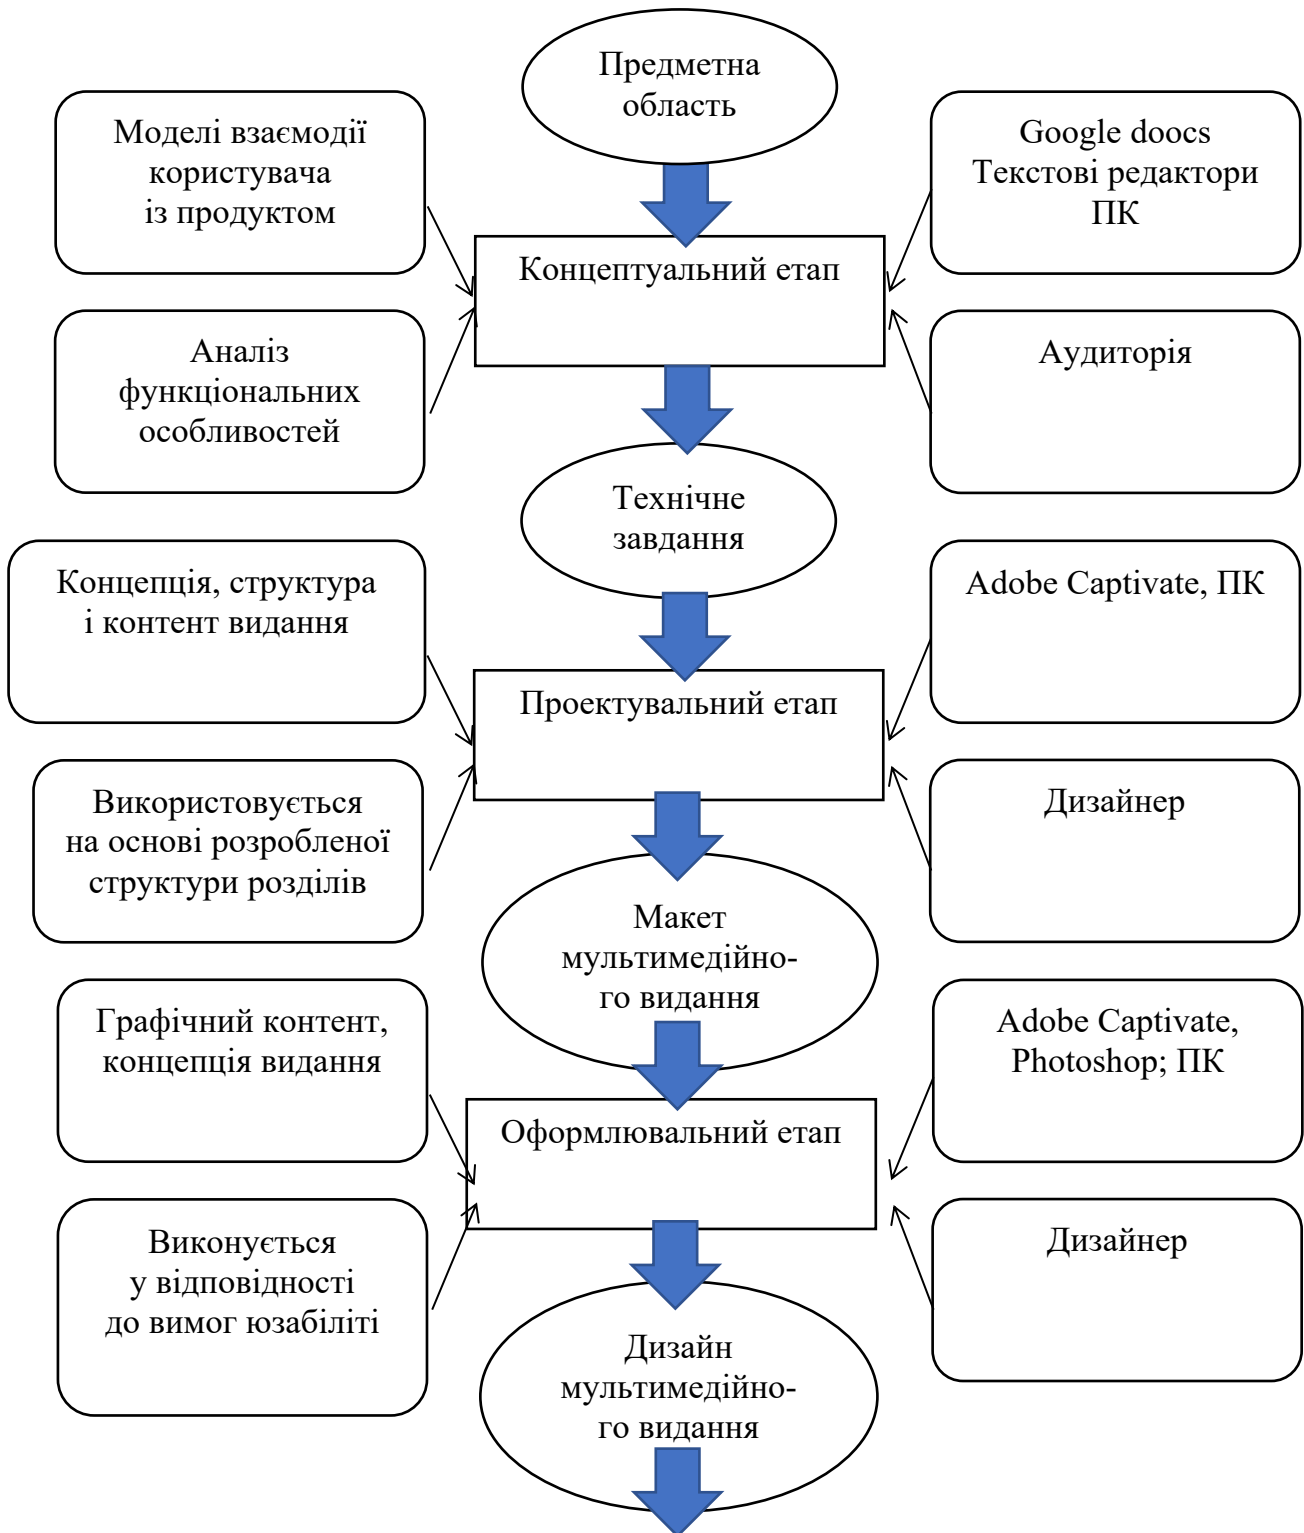 Предметна
область
Моделі взаємодії
користувача
із продуктом
Google doocs
Текстові редактори
ПК
Концептуальний етап
Аналіз
функціональних
особливостей
Аудиторія
Технічне
завдання
Концепція, структура
і контент видання
Adobe Captivate, ПК
Проектувальний етап
Використовується
на основі розробленої
структури розділів
Дизайнер
Макет
мультимедійно-
го видання
Графічний контент,
концепція видання
Adobe Captivate,
Photoshop; ПК
Оформлювальний етап
Виконується
у відповідності
до вимог юзабіліті
Дизайнер
Дизайн
мультимедійно-
го видання